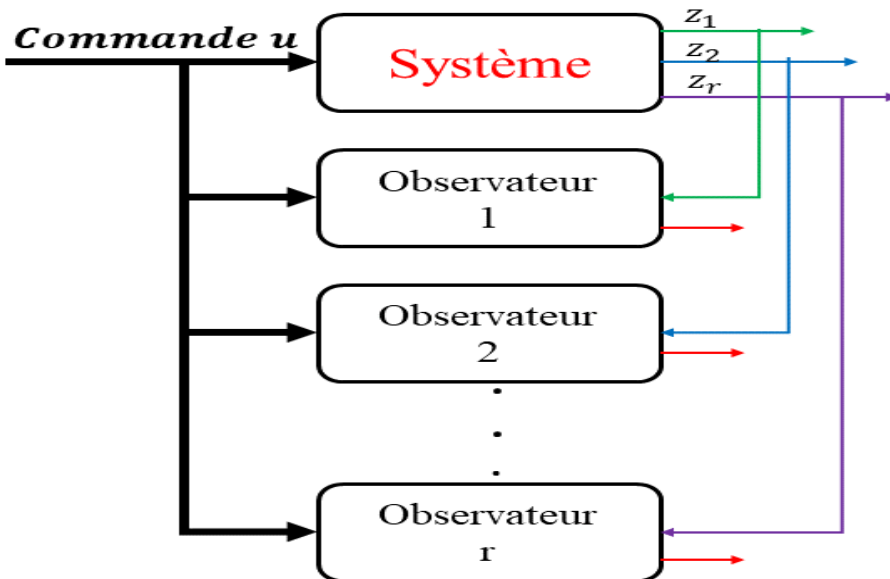 Commande u
Système
z₁
z₂
zᵣ
Observateur
1
Observateur
2
Observateur
r